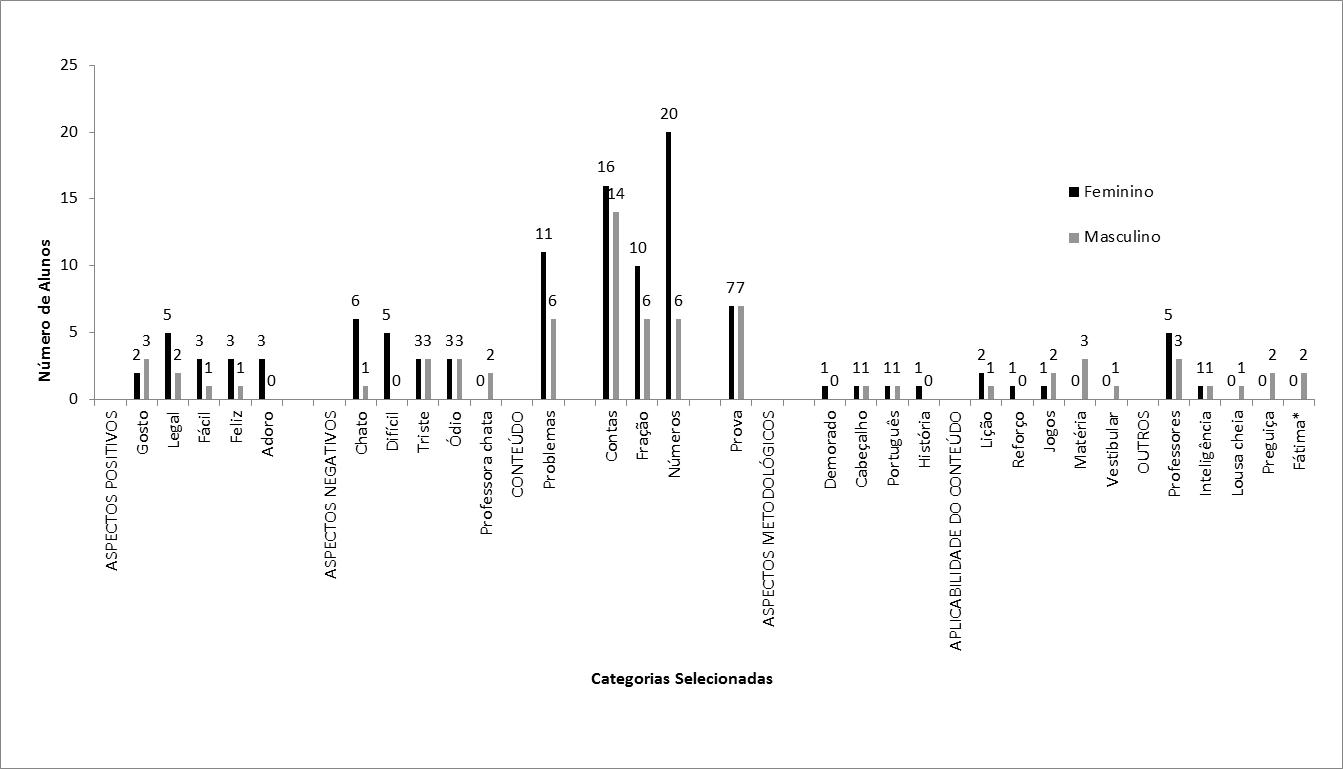 25
20
15
10
5
0
Número de Alunos
2 3 5 2 3 1 3 1 3 0
6 1 5 0 3 3 3 3 0 2
11 6
16 14 10 6 20 6
7 7
1 0 1 1 1 1 1 0
2 1 1 0 1 2 0 3 0 1
5 3 1 1 0 1 0 2 0 2
Feminino
Masculino
ASPECTOS POSITIVOS
Gosto
Legal
Fácil
Feliz
Adoro
ASPECTOS NEGATIVOS
Chato
Difícil
Triste
Ódio
Professora chata
CONTEÚDO
Problemas
Contas
Fração
Números
Prova
ASPECTOS METODOLÓGICOS
Demorado
Cabeçalho
Português
História
APLICABILIDADE DO CONTEÚDO
Lição
Reforço
Jogos
Matéria
Vestibular
OUTROS
Professores
Inteligência
Lousa cheia
Preguiça
Fátima*
Categorias Selecionadas